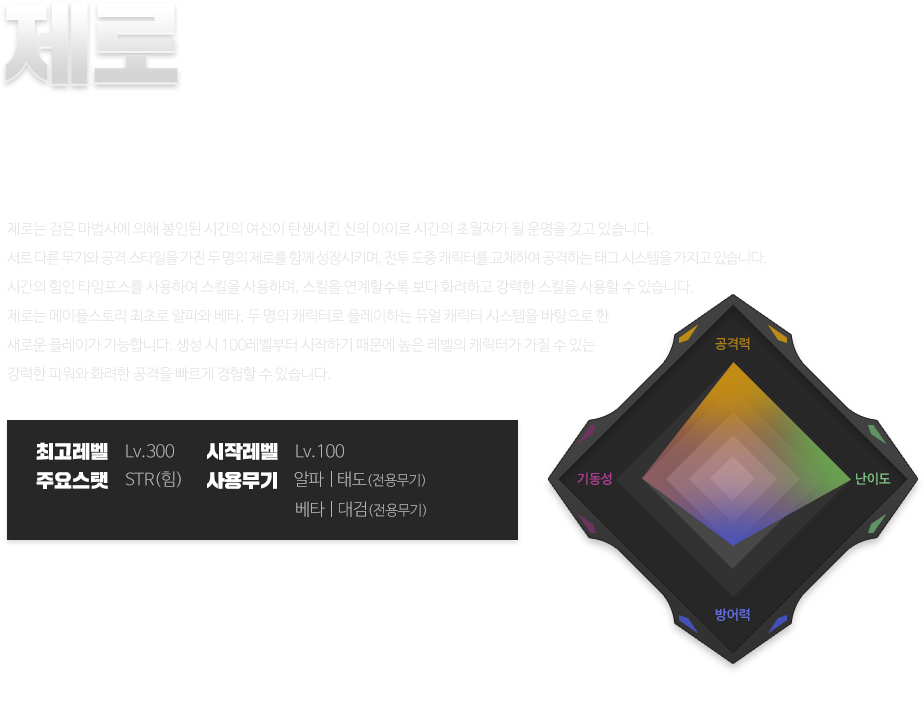 제로
제로는 검은 마법사에 의해 봉인된 시간의 여신이 탄생시킨 신의 아이로 시간의 초월자가 될 운명을 갖고 있습니다.
서로 다른 무기와 공격 스타일을 가진 두 명의 제로를 함께 성장시키며, 전투 도중 캐릭터를 교체하여 공격하는 태그 시스템을 가지고 있습니다.
시간의 힘인 타임포스를 사용하여 스킬을 사용하며, 스킬을 연계할수록 보다 화려하고 강력한 스킬을 사용할 수 있습니다.
제로는 메이플스토리 최초로 알파와 베타, 두 명의 캐릭터로 플레이하는 듀얼 캐릭터 시스템을 바탕으로 한
새로운 플레이가 가능합니다. 생성 시 100레벨부터 시작하기 때문에 높은 레벨의 캐릭터가 가질 수 있는
강력한 파워와 화려한 공격을 빠르게 경험할 수 있습니다.
최고레벨 Lv.300 시작레벨 Lv.100
주요스탯 STR(힘) 사용무기 알파 | 태도(전용무기)
베타 | 대검(전용무기)
공격력
기동성 난이도
방어력